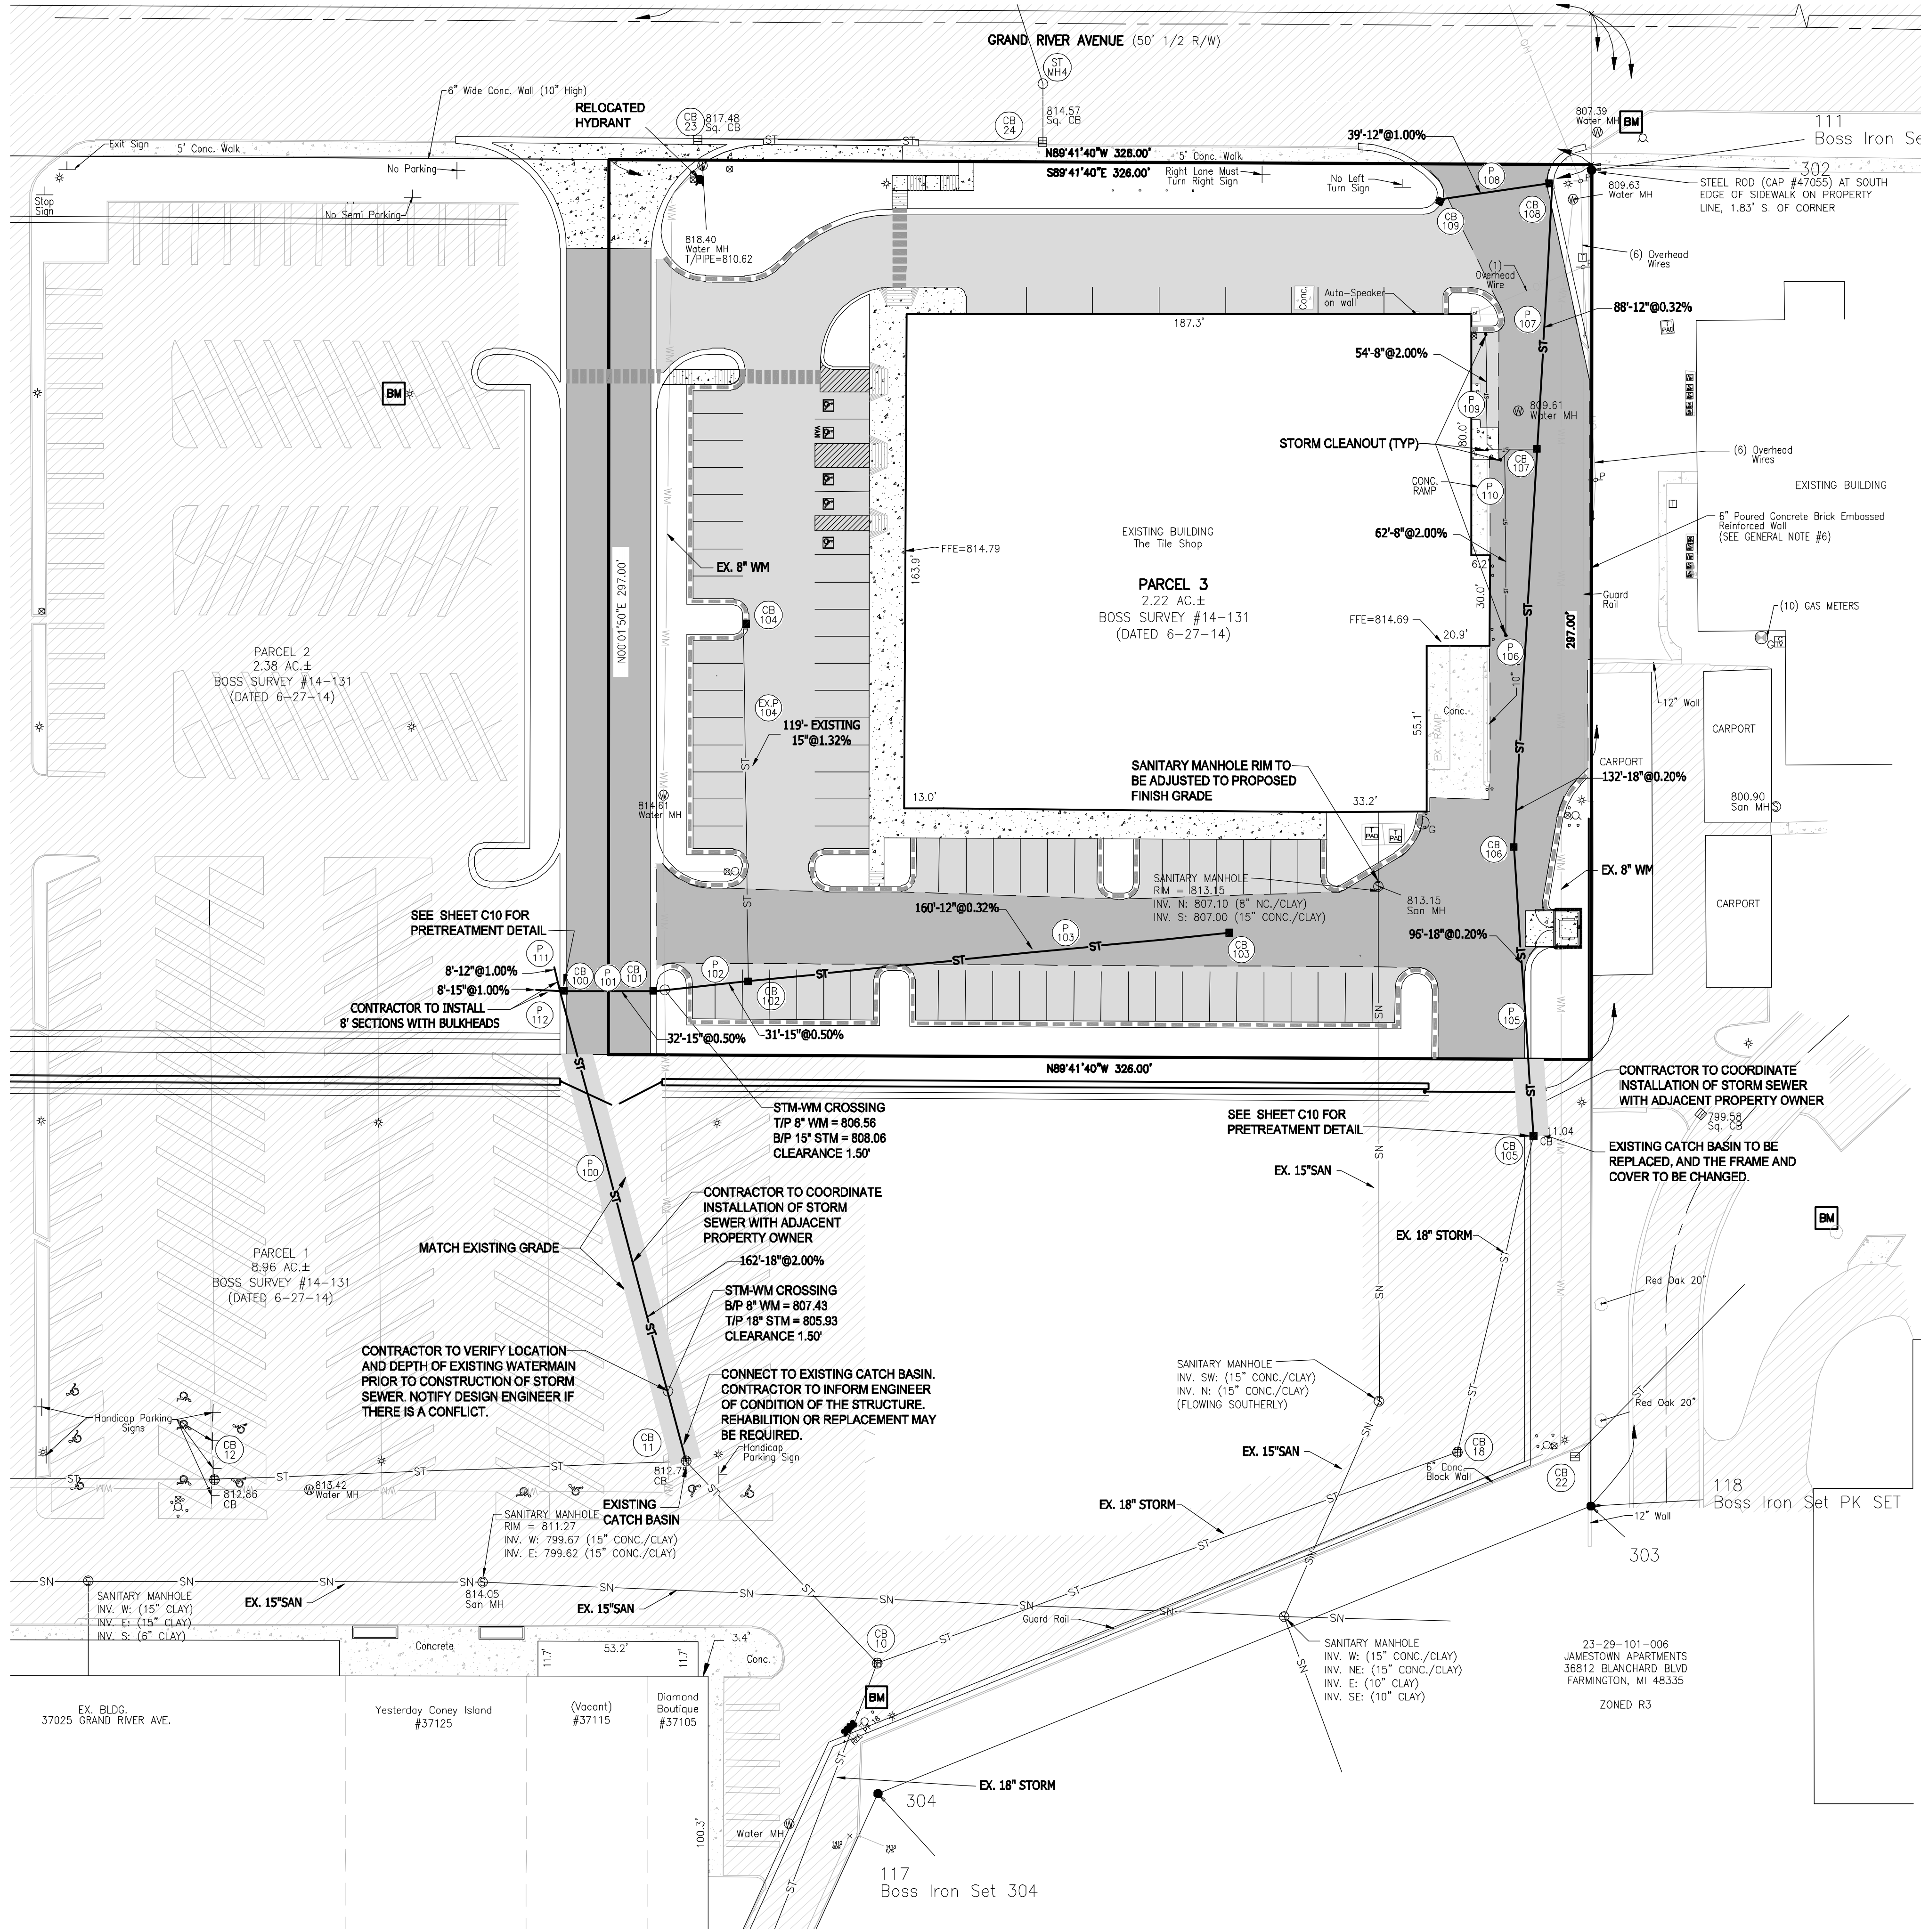 GRAND RIVER AVENUE (50' 1/2 R/W)
ST
MH4
6" Wide Conc. Wall (10" High)
RELOCATED
HYDRANT
CB
23
817.48
Sq. CB
CB
24
814.57
Sq. CB
ST
ST
39'-12"@1.00%
807.39
Water MH
BM
111
Boss Iron Se
Exit Sign
5' Conc. Walk
No Parking
N89°41'40"W 326.00'
S89°41'40"E 326.00'
5' Conc. Walk
Right Lane Must
Turn Right Sign
No Left
Turn Sign
P
108
302
STEEL ROD (CAP #47055) AT SOUTH
EDGE OF SIDEWALK ON PROPERTY
LINE, 1.83' S. OF CORNER
809.63
Water MH
CB
108
CB
109
Stop
Sign
No Semi Parking
818.40
Water MH
T/PIPE=810.62
(6) Overhead
Wires
(1)
Overhead
Wire
Conc.
Auto-Speaker
on wall
88'-12"@0.32%
P
107
187.3'
ST
T
PAD
54'-8"@2.00%
BM
P
109
809.61
Water MH
80.0'
VAN
STORM CLEANOUT (TYP)
CB
107
(6) Overhead
Wires
CONC.
RAMP
P
110
EXISTING BUILDING
6" Poured Concrete Brick Embossed
Reinforced Wall
(SEE GENERAL NOTE #6)
EXISTING BUILDING
The Tile Shop
62'-8"@2.00%
FFE=814.79
163.9'
EX. 8" WM
6.2'
PARCEL 3
2.22 AC.±
BOSS SURVEY #14-131
(DATED 6-27-14)
30.0'
Guard
Rail
(10) GAS METERS
N00°01'50"E 297.00'
CB
104
FFE=814.69
20.9'
297.00'
P
106
PARCEL 2
2.38 AC.±
BOSS SURVEY #14-131
(DATED 6-27-14)
10"
12" Wall
EX.P
104
119'- EXISTING
15"@1.32%
Conc.
EX. RAMP
55.1'
CARPORT
SANITARY MANHOLE RIM TO
BE ADJUSTED TO PROPOSED
FINISH GRADE
CARPORT
132'-18"@0.20%
814.61
Water MH
13.0'
33.2'
800.90
San MH
T
PAD
T
PAD
G
CB
106
EX. 8" WM
SANITARY MANHOLE
RIM = 813.15
INV. N: 807.10 (8" NC./CLAY)
INV. S: 807.00 (15" CONC./CLAY)
813.15
San MH
CARPORT
SEE SHEET C10 FOR
PRETREATMENT DETAIL
160'-12"@0.32%
P
103
CB
103
96'-18"@0.20%
P
111
8'-12"@1.00%
8'-15"@1.00%
CB
100
P
101
CB
101
P
102
CB
102
CONTRACTOR TO INSTALL
8' SECTIONS WITH BULKHEADS
P
112
P
105
32'-15"@0.50%
31'-15"@0.50%
N89°41'40"W 326.00'
CONTRACTOR TO COORDINATE
INSTALLATION OF STORM SEWER
WITH ADJACENT PROPERTY OWNER
STM-WM CROSSING
T/P 8" WM = 806.56
B/P 15" STM = 808.06
CLEARANCE 1.50'
SEE SHEET C10 FOR
PRETREATMENT DETAIL
799.58
Sq. CB
11.04
CB
CB
105
EXISTING CATCH BASIN TO BE
REPLACED, AND THE FRAME AND
COVER TO BE CHANGED.
P
100
EX. 15"SAN
CONTRACTOR TO COORDINATE
INSTALLATION OF STORM
SEWER WITH ADJACENT
PROPERTY OWNER
BM
MATCH EXISTING GRADE
EX. 18" STORM
162'-18"@2.00%
PARCEL 1
8.96 AC.±
BOSS SURVEY #14-131
(DATED 6-27-14)
STM-WM CROSSING
B/P 8" WM = 807.43
T/P 18" STM = 805.93
CLEARANCE 1.50'
Red Oak 20"
CONTRACTOR TO VERIFY LOCATION
AND DEPTH OF EXISTING WATERMAIN
PRIOR TO CONSTRUCTION OF STORM
SEWER. NOTIFY DESIGN ENGINEER IF
THERE IS A CONFLICT.
CONNECT TO EXISTING CATCH BASIN.
CONTRACTOR TO INFORM ENGINEER
OF CONDITION OF THE STRUCTURE.
REHABILITION OR REPLACEMENT MAY
BE REQUIRED.
SANITARY MANHOLE
INV. SW: (15" CONC./CLAY)
INV. N: (15" CONC./CLAY)
(FLOWING SOUTHERLY)
Red Oak 20"
Handicap Parking
Signs
CB
12
CB
11
Handicap
Parking Sign
EX. 15"SAN
CB
18
6" Conc.
Block Wall
CB
22
812.86
CB
813.42
Water MH
812.7
CB
118
Boss Iron Set PK SET
EXISTING
CATCH BASIN
SANITARY MANHOLE
RIM = 811.27
INV. W: 799.67 (15" CONC./CLAY)
INV. E: 799.62 (15" CONC./CLAY)
EX. 18" STORM
12" Wall
303
814.05
San MH
SANITARY MANHOLE
INV. W: (15" CLAY)
INV. E: (15" CLAY)
INV. S: (6" CLAY)
EX. 15"SAN
EX. 15"SAN
Guard Rail
Concrete
53.2'
11.7'
11.7'
3.4'
Conc.
CB
10
SANITARY MANHOLE
INV. W: (15" CONC./CLAY)
INV. NE: (15" CONC./CLAY)
INV. E: (10" CLAY)
INV. SE: (10" CLAY)
23-29-101-006
JAMESTOWN APARTMENTS
36812 BLANCHARD BLVD
FARMINGTON, MI 48335
ZONED R3
EX. BLDG.
37025 GRAND RIVER AVE.
Yesterday Coney Island
#37125
(Vacant)
#37115
Diamond
Boutique
#37105
BM
EX. 18" STORM
304
100.3'
Water MH
117
Boss Iron Set 304